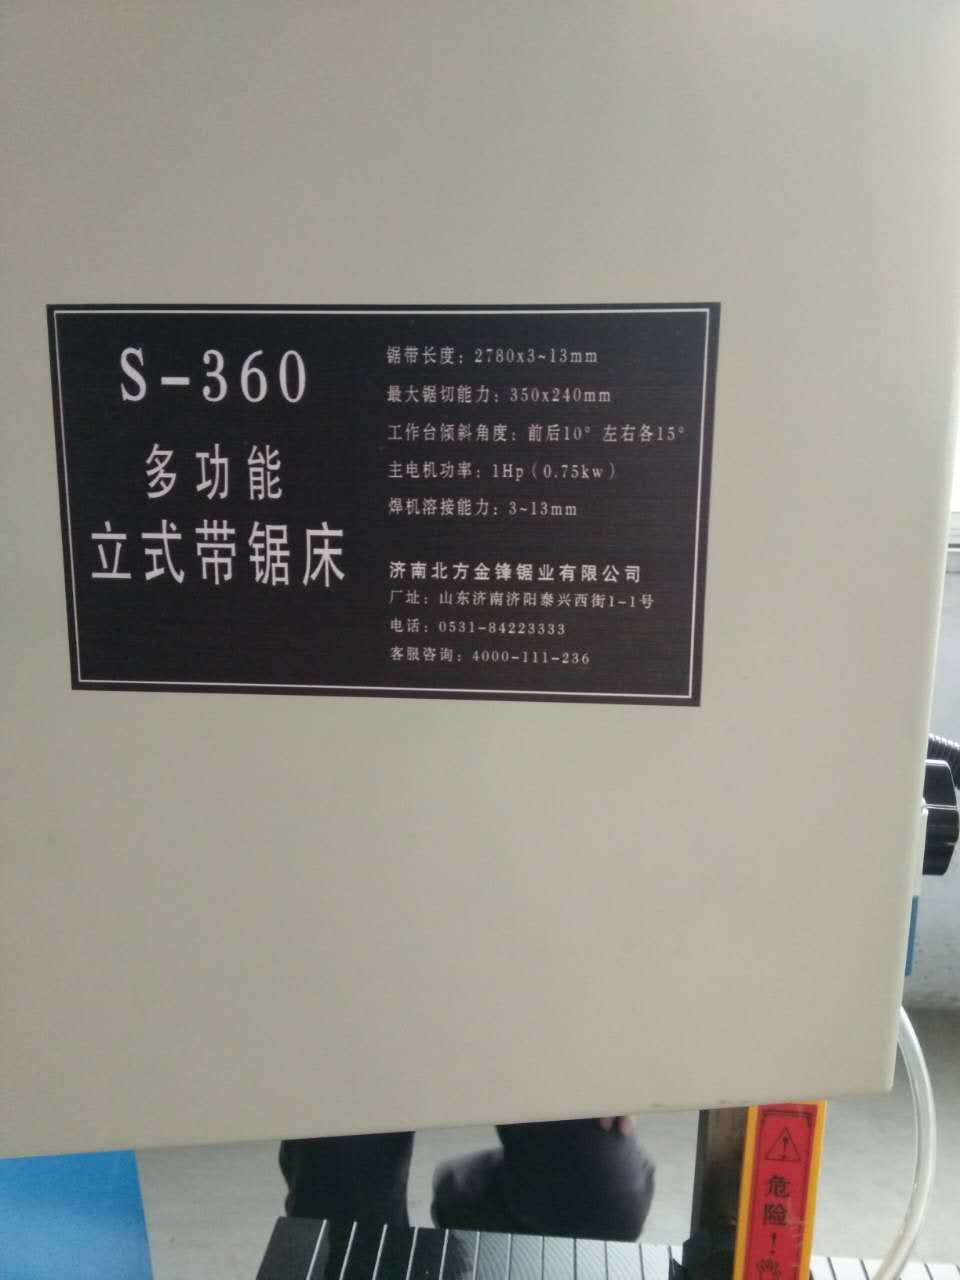 S-360
多功能
立式带锯床
锯带长度：2780x3~13mm
最大锯切能力：350x240mm
工作台倾斜角度：前后10° 左右各15°
主电机功率：1Hp（0.75kw）
焊机溶接能力：3~13mm
济南北方金锋锯业有限公司
厂址：山东济南济阳泰兴西街1-1号
电话：0531-84223333
客服咨询：4000-111-236
危
险
！